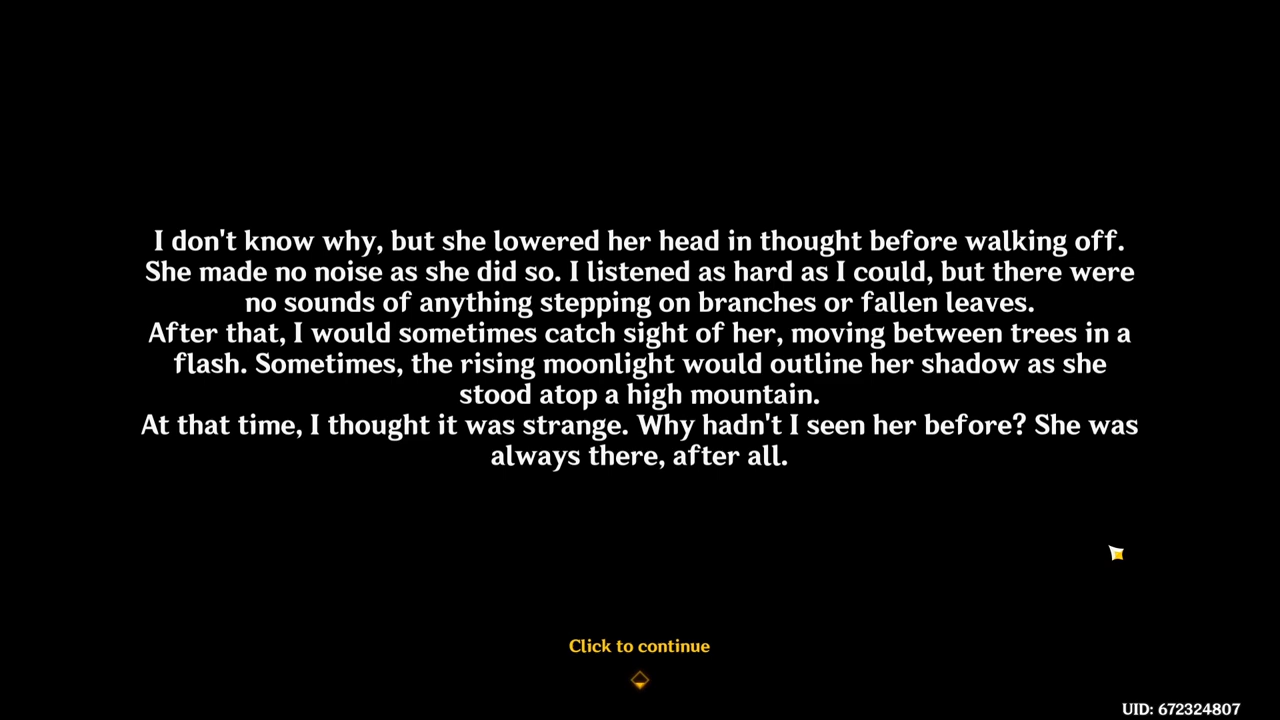 I don't know why, but she lowered her head in thought before walking off.
She made no noise as she did so. I listened as hard as I could, but there were
no sounds of anything stepping on branches or fallen leaves.
After that, I would sometimes catch sight of her, moving between trees in a
flash. Sometimes, the rising moonlight would outline her shadow as she
stood atop a high mountain.
At that time, I thought it was strange. Why hadn't I seen her before? She was
always there, after all.
Click to continue
UID: 672324807